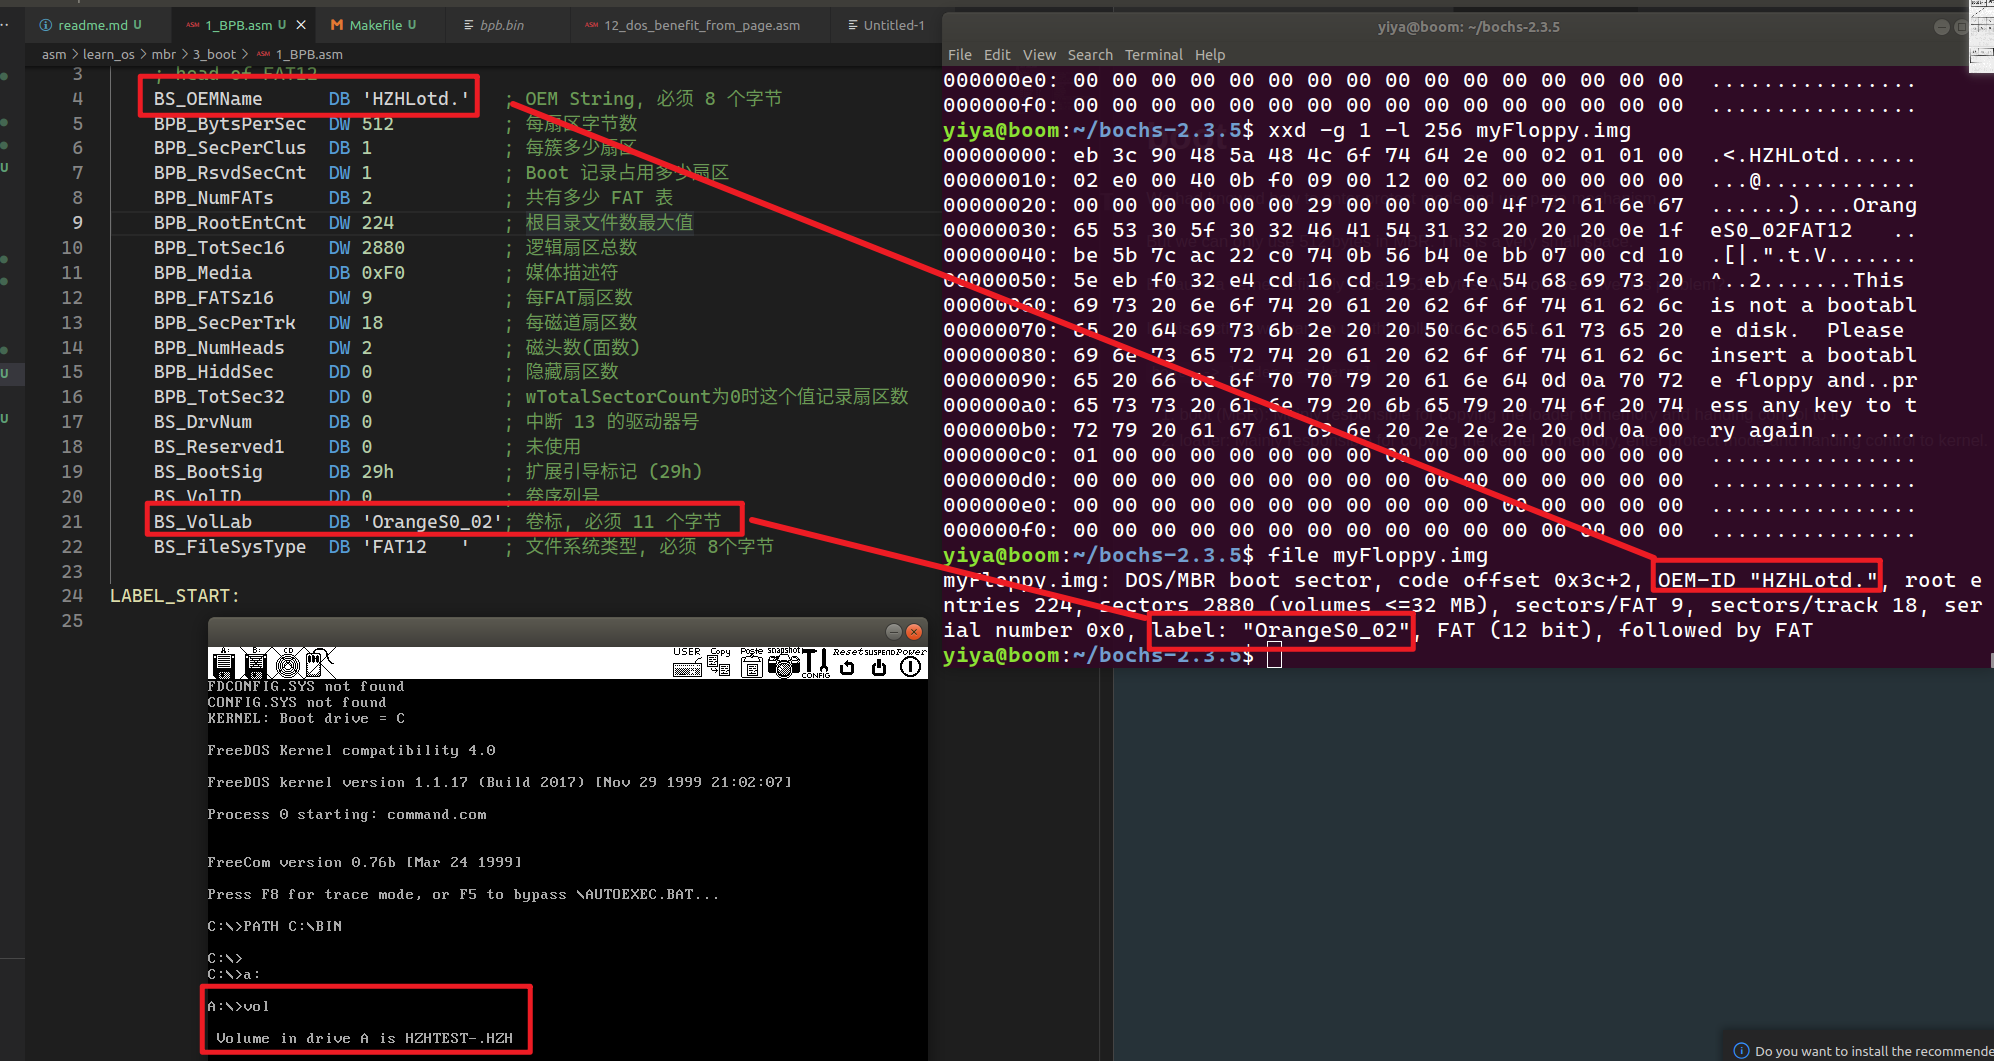 readme.md U
ASM 1_BPB.asm U
Makefile U
bpb.bin
ASM 12_dos_benefit_from_page.asm
Untitled-1
asm > learn_os > mbr > 3_boot > ASM 1_BPB.asm
3 ; head of FAT12
4 BS_OEMName DB 'HZHLotd.' ; OEM String, 必须 8 个字节
5 BPB_BytsPerSec DW 512 ; 每扇区字节数
6 BPB_SecPerClus DB 1 ; 每簇多少扇区
7 BPB_RsvdSecCnt DW 1 ; Boot 记录占用多少扇区
8 BPB_NumFATs DB 2 ; 共有多少 FAT 表
9 BPB_RootEntCnt DW 224 ; 根目录文件数最大值
10 BPB_TotSec16 DW 2880 ; 逻辑扇区总数
11 BPB_Media DB 0xF0 ; 媒体描述符
12 BPB_FATSz16 DW 9 ; 每FAT扇区数
13 BPB_SecPerTrk DW 18 ; 每磁道扇区数
14 BPB_NumHeads DW 2 ; 磁头数(面数)
15 BPB_HiddSec DD 0 ; 隐藏扇区数
16 BPB_TotSec32 DD 0 ; wTotalSectorCount为0时这个值记录扇区数
17 BS_DrvNum DB 0 ; 中断 13 的驱动器号
18 BS_Reserved1 DB 0 ; 未使用
19 BS_BootSig DB 29h ; 扩展引导标记 (29h)
20 BS_VolID DD 0 ; 卷序列号
21 BS_VolLab DB 'OrangeS0_02'; 卷标, 必须 11 个字节
22 BS_FileSysType DB 'FAT12   ' ; 文件系统类型, 必须 8个字节
23
24 LABEL_START:
25
yiya@boom: ~/bochs-2.3.5
File Edit View Search Terminal Help
000000e0: 00 00 00 00 00 00 00 00 00 00 00 00 00 00 00 00 ................
000000f0: 00 00 00 00 00 00 00 00 00 00 00 00 00 00 00 00 ................
yiya@boom:~/bochs-2.3.5$ xxd -g 1 -l 256 myFloppy.img
00000000: eb 3c 90 48 5a 48 4c 6f 74 64 2e 00 02 01 01 00 .<.HZHLotd......
00000010: 02 e0 00 40 0b f0 09 00 12 00 02 00 00 00 00 00 ...@............
00000020: 00 00 00 00 00 00 29 00 00 00 00 4f 72 61 6e 67 ......)....Orang
00000030: 65 53 30 5f 30 32 46 41 54 31 32 20 20 20 0e 1f eS0_02FAT12   ..
00000040: be 5b 7c ac 22 c0 74 0b 56 b4 0e bb 07 00 cd 10 .[|.".t.V.......
00000050: 5e eb f0 32 e4 cd 16 cd 19 eb fe 54 68 69 73 20 ^..2.......This
00000060: 69 73 20 6e 6f 74 20 61 20 62 6f 6f 74 61 62 6c is not a bootabl
00000070: 65 20 64 69 73 6b 2e 20 20 50 6c 65 61 73 65 20 e disk.  Please
00000080: 69 6e 73 65 72 74 20 61 20 62 6f 6f 74 61 62 6c insert a bootabl
00000090: 65 20 66 6c 6f 70 70 79 20 61 6e 64 0d 0a 70 72 e floppy and..pr
000000a0: 65 73 73 20 61 6e 79 20 6b 65 79 20 74 6f 20 74 ess any key to t
000000b0: 72 79 20 61 67 61 69 6e 20 2e 2e 2e 20 0d 0a 00 ry again ... ...
000000c0: 01 00 00 00 00 00 00 00 00 00 00 00 00 00 00 00 ................
000000d0: 00 00 00 00 00 00 00 00 00 00 00 00 00 00 00 00 ................
000000e0: 00 00 00 00 00 00 00 00 00 00 00 00 00 00 00 00 ................
000000f0: 00 00 00 00 00 00 00 00 00 00 00 00 00 00 00 00 ................
yiya@boom:~/bochs-2.3.5$ file myFloppy.img
myFloppy.img: DOS/MBR boot sector, code offset 0x3c+2, OEM-ID "HZHLotd.", root e
ntries 224, sectors 2880 (volumes <=32 MB), sectors/FAT 9, sectors/track 18, ser
ial number 0x0, label: "OrangeS0_02", FAT (12 bit), followed by FAT
yiya@boom:~/bochs-2.3.5$
A: B: CD USER Copy Paste snapshot CONFIG Reset SUSPEND Power
FDCONFIG.SYS not found
CONFIG.SYS not found
KERNEL: Boot drive = C
FreeDOS Kernel compatibility 4.0
FreeDOS kernel version 1.1.17 (Build 2017) [Nov 29 1999 21:02:07]
Process 0 starting: command.com
FreeCom version 0.76b [Mar 24 1999]
Press F8 for trace mode, or F5 to bypass \AUTOEXEC.BAT...
C:\>PATH C:\BIN
C:\>
C:\>a:
A:\>vol
Volume in drive A is HZHTEST-.HZH
Do you want to install the recommende